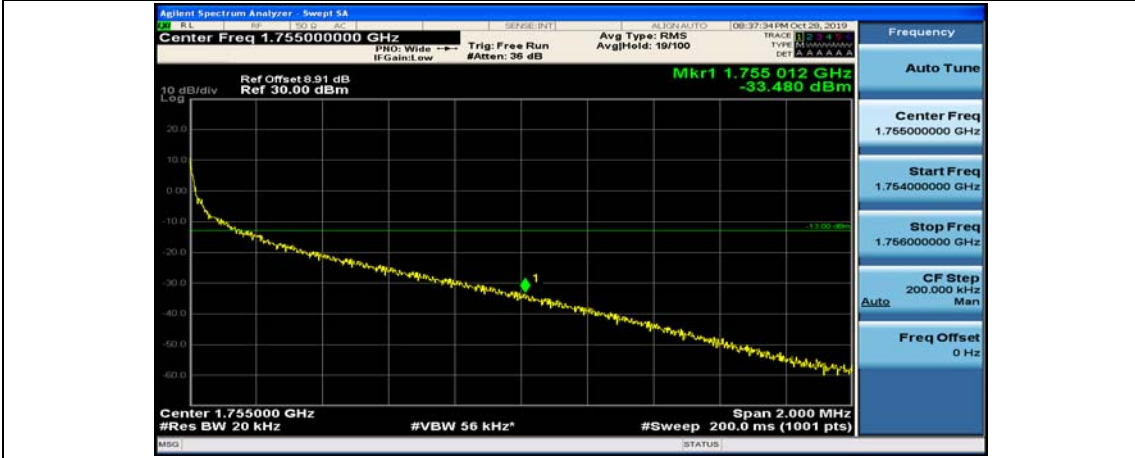 Agilent Spectrum Analyzer - Swept SA
RL RF 50 Ω AC SENSE:INT ALIGN AUTO 08:37:34 PM Oct 28, 2019
Center Freq 1.755000000 GHz
PNO: Wide
IFGain:Low
Trig: Free Run
#Atten: 36 dB
Avg Type: RMS
Avg|Hold: 19/100
TRACE 1 2 3 4 5 6
TYPE M
DET A A A A A A
Frequency
Ref Offset 8.91 dB
Ref 30.00 dBm
10 dB/div
Log
Mkr1 1.755 012 GHz
-33.480 dBm
20.0
10.0
0.00
-10.0
-20.0
-30.0
-40.0
-50.0
-60.0
-13.00 dBm
1
Center 1.755000 GHz
Span 2.000 MHz
#Res BW 20 kHz
#VBW 56 kHz*
#Sweep 200.0 ms (1001 pts)
MSG
STATUS
Auto Tune
Center Freq
1.755000000 GHz
Start Freq
1.754000000 GHz
Stop Freq
1.756000000 GHz
CF Step
200.000 kHz
Auto Man
Freq Offset
0 Hz